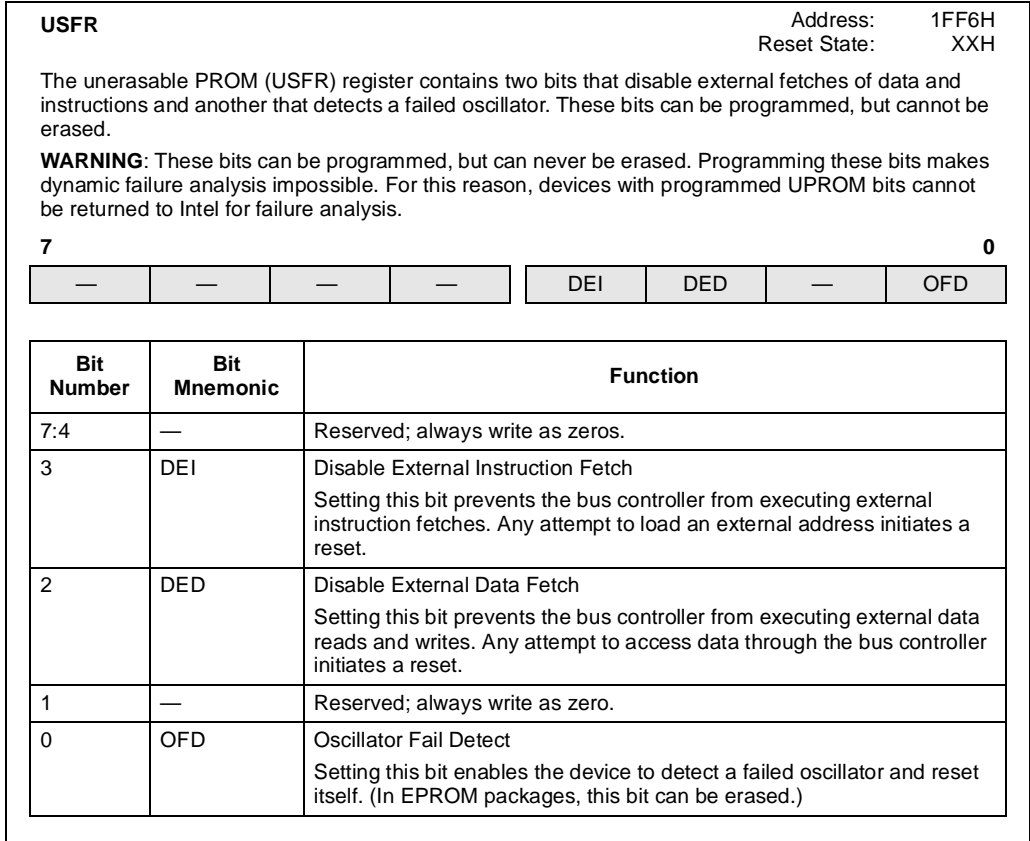 USFR Address: 1FF6H
Reset State: XXH
The unerasable PROM (USFR) register contains two bits that disable external fetches of data and
instructions and another that detects a failed oscillator. These bits can be programmed, but cannot be
erased.
WARNING: These bits can be programmed, but can never be erased. Programming these bits makes
dynamic failure analysis impossible. For this reason, devices with programmed UPROM bits cannot
be returned to Intel for failure analysis.
7 0
— — — — DEI DED — OFD
Bit Number Bit Mnemonic Function
7:4 — Reserved; always write as zeros.
3 DEI Disable External Instruction Fetch
Setting this bit prevents the bus controller from executing external
instruction fetches. Any attempt to load an external address initiates a
reset.
2 DED Disable External Data Fetch
Setting this bit prevents the bus controller from executing external data
reads and writes. Any attempt to access data through the bus controller
initiates a reset.
1 — Reserved; always write as zero.
0 OFD Oscillator Fail Detect
Setting this bit enables the device to detect a failed oscillator and reset
itself. (In EPROM packages, this bit can be erased.)